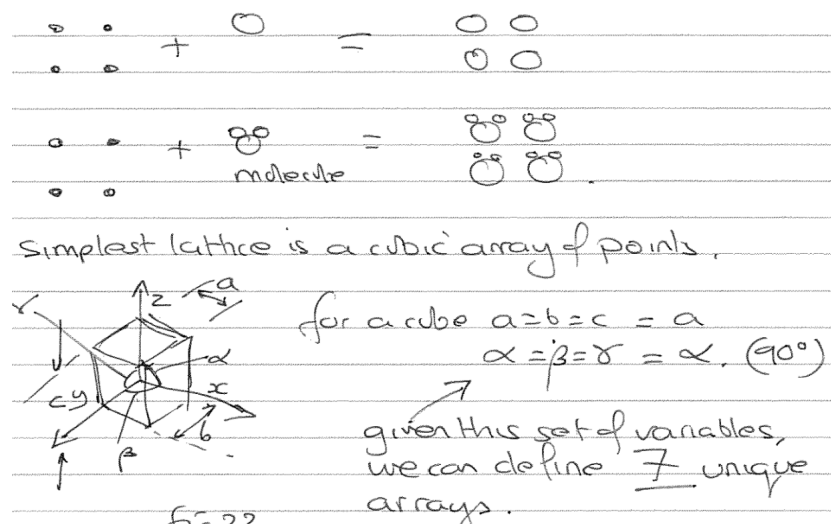 + =
+ =
molecule
simplest lattice is a cubic array of points.
a
z
γ
for a cube a=b=c = a
α = β = γ = α. (90°)
α
x
c y
b
β
given this set of variables,
we can define 7 unique
arrays.